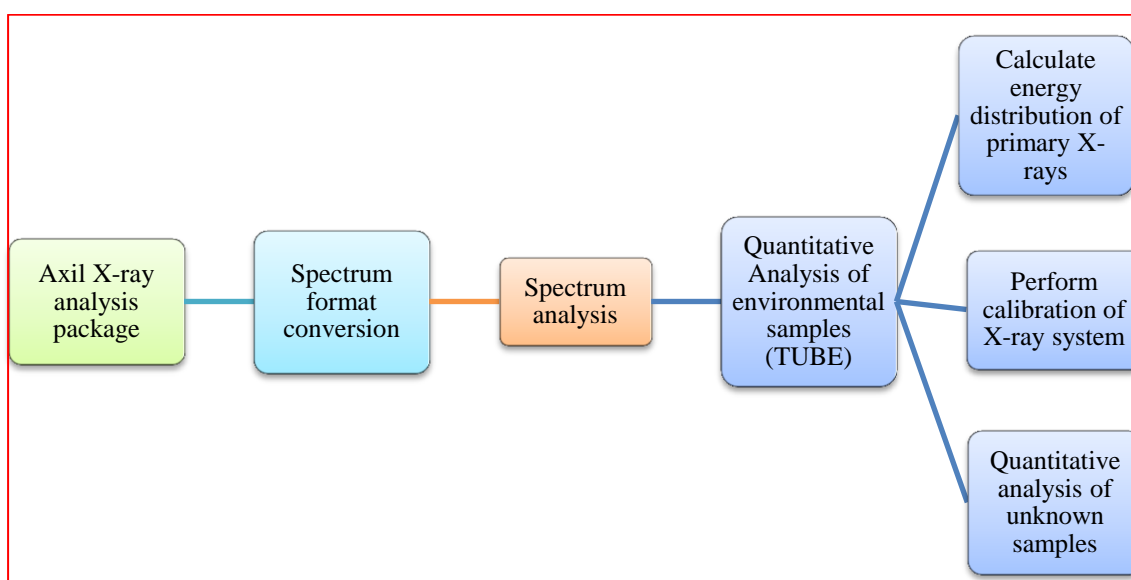 Axil X-ray
analysis
package
Spectrum
format
conversion
Spectrum
analysis
Quantitative
Analysis of
environmental
samples
(TUBE)
Calculate
energy
distribution of
primary X-
rays
Perform
calibration of
X-ray system
Quantitative
analysis of
unknown
samples